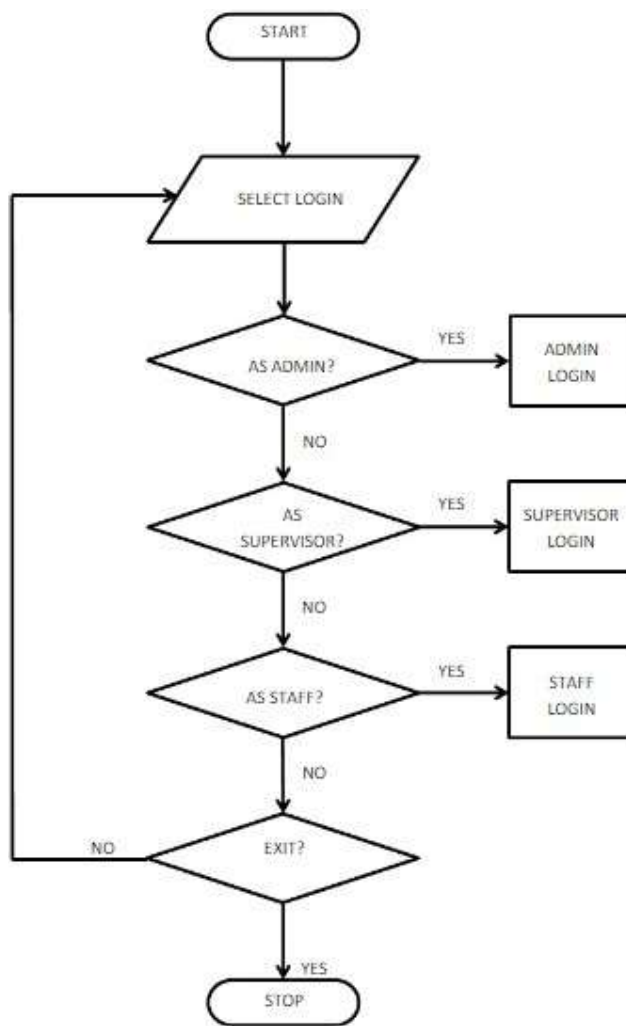 START
SELECT LOGIN
AS ADMIN?
YES
ADMIN
LOGIN
NO
AS
SUPERVISOR?
YES
SUPERVISOR
LOGIN
NO
AS STAFF?
YES
STAFF
LOGIN
NO
EXIT?
NO
YES
STOP